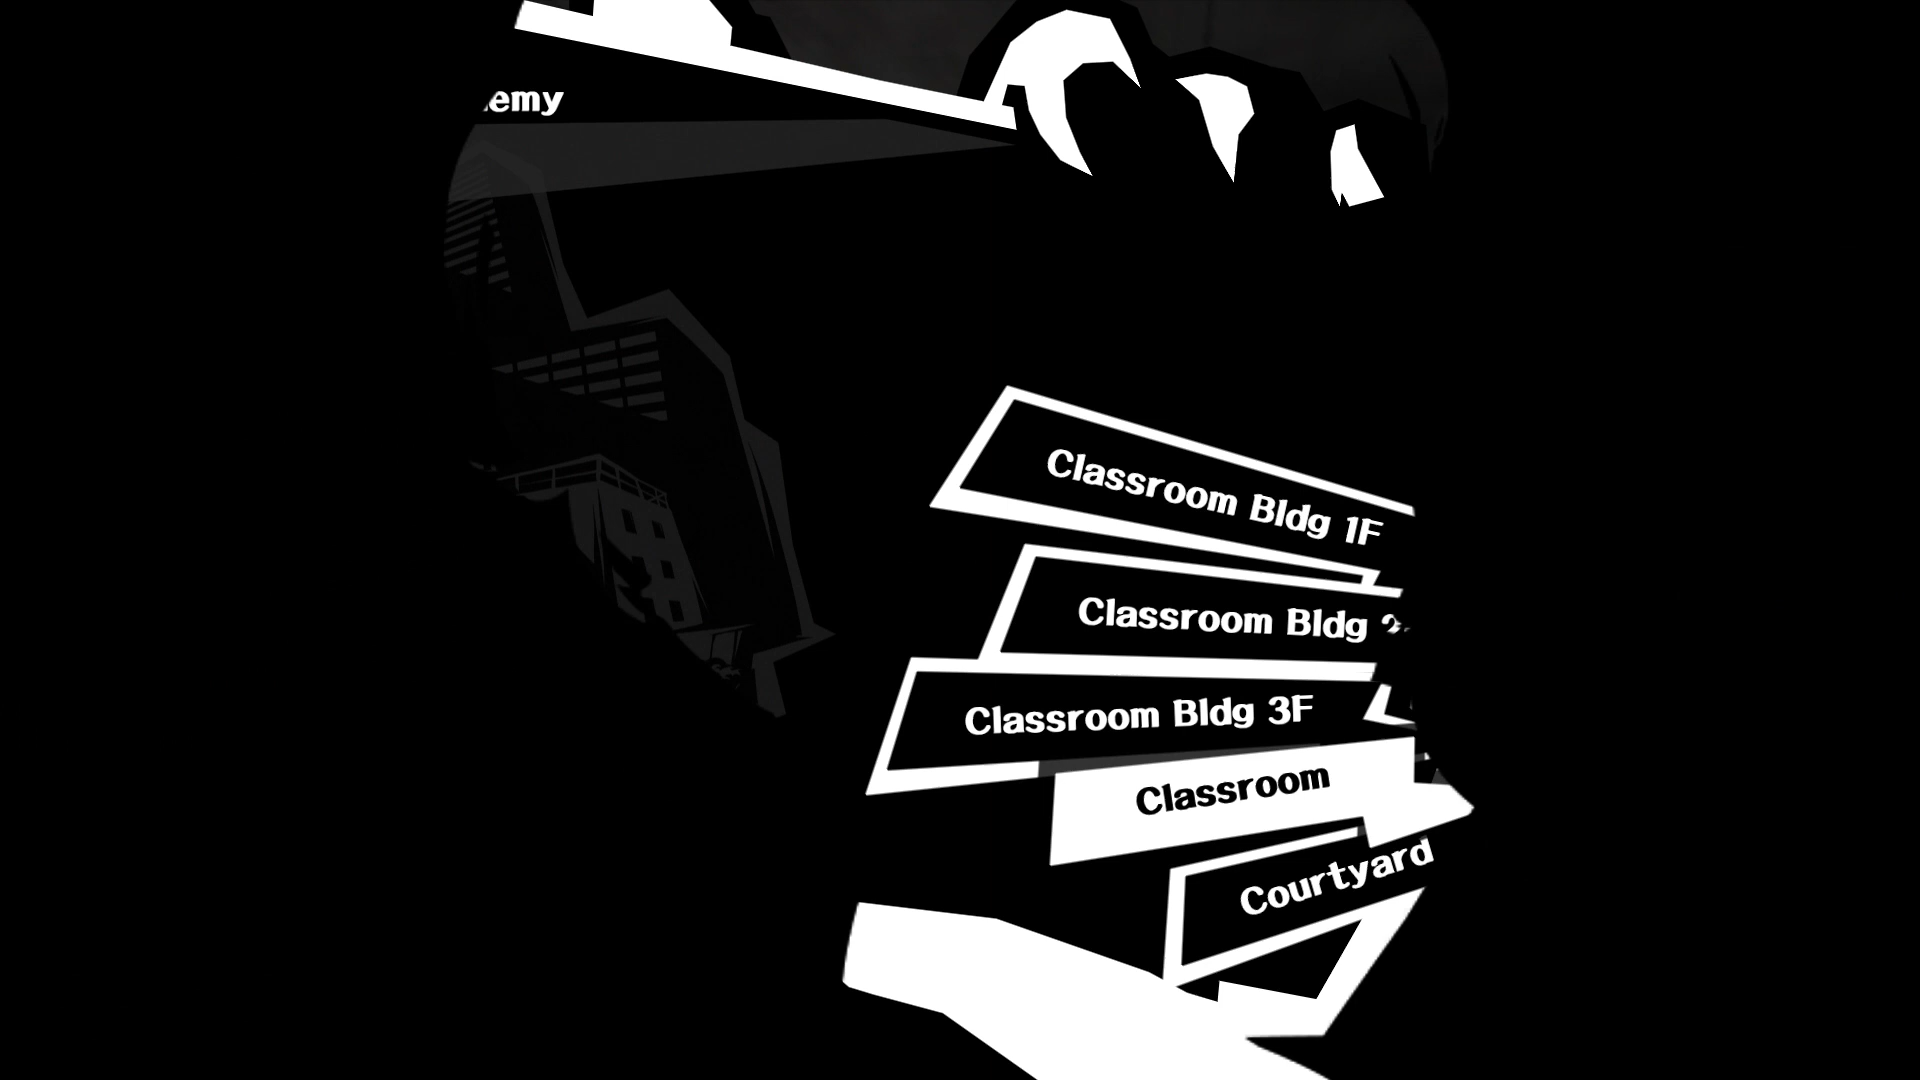 emy
Classroom Bldg 1F
Classroom Bldg
Classroom Bldg 3F
Classroom
Courtyard